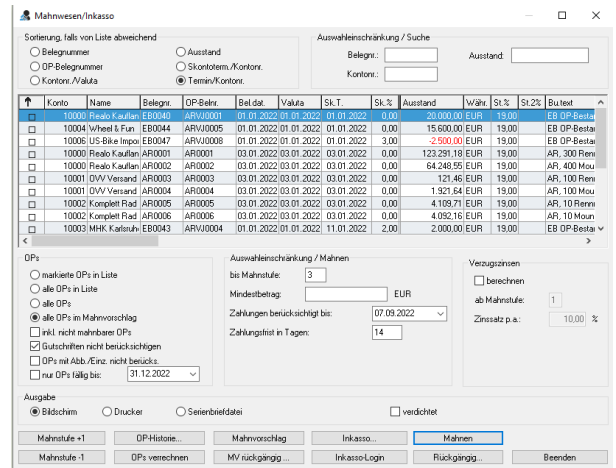 Mahnwesen/Inkasso
Sortierung, falls von Liste abweichend
Belegnummer
OP-Belegnummer
Kontonr./Valuta
Ausstand
Skontoterm./Kontonr.
Termin/Kontonr.
Auswahleinschränkung / Suche
Belegnr.:
Kontonr.:
Ausstand:
Konto Name Belegnr. OP-Belnr. Bel.dat. Valuta Sk.T. Sk.% Ausstand Währ. St.% St.2% Bu.text
10000 Realo Kauflan EB0040 ARVJ0001 01.01.2022 01.01.2022 01.01.2022 0,00 20.000,00 EUR 19,00 EB OP-Bestar
10004 Wheel & Fun EB0044 ARVJ0005 01.01.2022 01.01.2022 01.01.2022 0,00 15.600,00 EUR 19,00 EB OP-Bestar
10006 US-Bike Impor EB0047 ARVJ0008 01.01.2022 01.01.2022 01.01.2022 3,00 -2.500,00 EUR 19,00 EB OP-Bestar
10000 Realo Kauflan AR0001 AR0001 03.01.2022 03.01.2022 03.01.2022 0,00 123.291,18 EUR 19,00 AR, 300 Renn
10000 Realo Kauflan AR0002 AR0002 03.01.2022 03.01.2022 03.01.2022 0,00 64.248,55 EUR 19,00 AR, 400 Mou
10001 OVV Versand AR0003 AR0003 03.01.2022 03.01.2022 03.01.2022 0,00 121,46 EUR 19,00 AR, 100 Renn
10001 OVV Versand AR0004 AR0004 03.01.2022 03.01.2022 03.01.2022 0,00 1.921,64 EUR 19,00 AR, 100 Mou
10002 Komplett Rad AR0005 AR0005 03.01.2022 03.01.2022 03.01.2022 0,00 4.109,71 EUR 19,00 AR, 10 Renn
10002 Komplett Rad AR0006 AR0006 03.01.2022 03.01.2022 03.01.2022 0,00 4.092,16 EUR 19,00 AR, 10 Moun
10003 MHK Karlsruh EB0043 ARVJ0004 01.01.2022 01.01.2022 11.01.2022 2,00 2.000,00 EUR 19,00 EB OP-Bestar
OPs
markierte OPs in Liste
alle OPs in Liste
alle OPs
alle OPs im Mahnvorschlag
inkl. nicht mahnbarer OPs
Gutschriften nicht berücksichtigen
OPs mit Abb./Einz. nicht berücks.
nur OPs fällig bis: 31.12.2022
Auswahleinschränkung / Mahnen
bis Mahnstufe: 3
Mindestbetrag: EUR
Zahlungen berücksichtigt bis: 07.09.2022
Zahlungsfrist in Tagen: 14
Verzugszinsen
berechnen
ab Mahnstufe: 1
Zinssatz p.a.: 10,00 %
Ausgabe
Bildschirm Drucker Serienbriefdatei verdichtet
Mahnstufe +1 OP-Historie... Mahnvorschlag Inkasso... Mahnen
Mahnstufe -1 OPs verrechnen MV rückgängig ... Inkasso-Login Rückgängig... Beenden